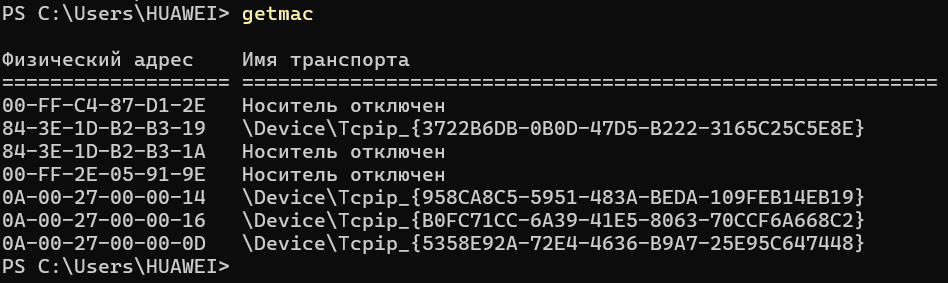 PS C:\Users\HUAWEI> getmac
Физический адрес    Имя транспорта
=================== ==========================================================
00-FF-C4-87-D1-2E   Носитель отключен
84-3E-1D-B2-B3-19   \Device\Tcpip_{3722B6DB-0B0D-47D5-B222-3165C25C5E8E}
84-3E-1D-B2-B3-1A   Носитель отключен
00-FF-2E-05-91-9E   Носитель отключен
0A-00-27-00-00-14   \Device\Tcpip_{958CA8C5-5951-483A-BEDA-109FEB14EB19}
0A-00-27-00-00-16   \Device\Tcpip_{B0FC71CC-6A39-41E5-8063-70CCF6A668C2}
0A-00-27-00-00-0D   \Device\Tcpip_{5358E92A-72E4-4636-B9A7-25E95C647448}
PS C:\Users\HUAWEI>